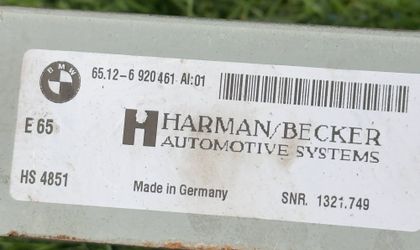 BMW
65.12-6 920 461 AI:01
E 65
HARMAN/BECKER
AUTOMOTIVE SYSTEMS
HS 4851
Made in Germany
SNR. 1321.749